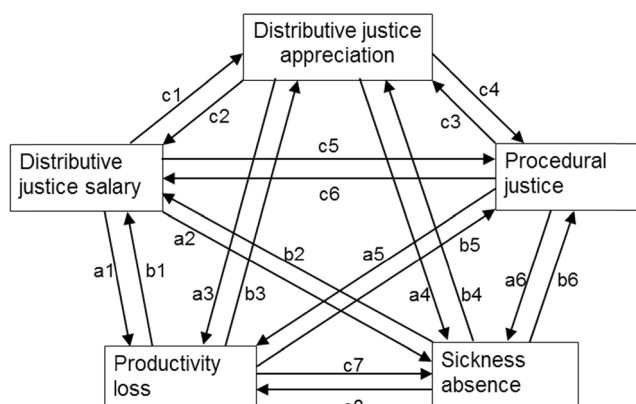 Distributive justice
appreciation
c1
c2
c3
c4
Distributive
justice salary
c5
c6
Procedural
justice
a1
b1
a2
b2
a3
b3
a4
b4
a5
b5
a6
b6
Productivity
loss
c7
Sickness
absence